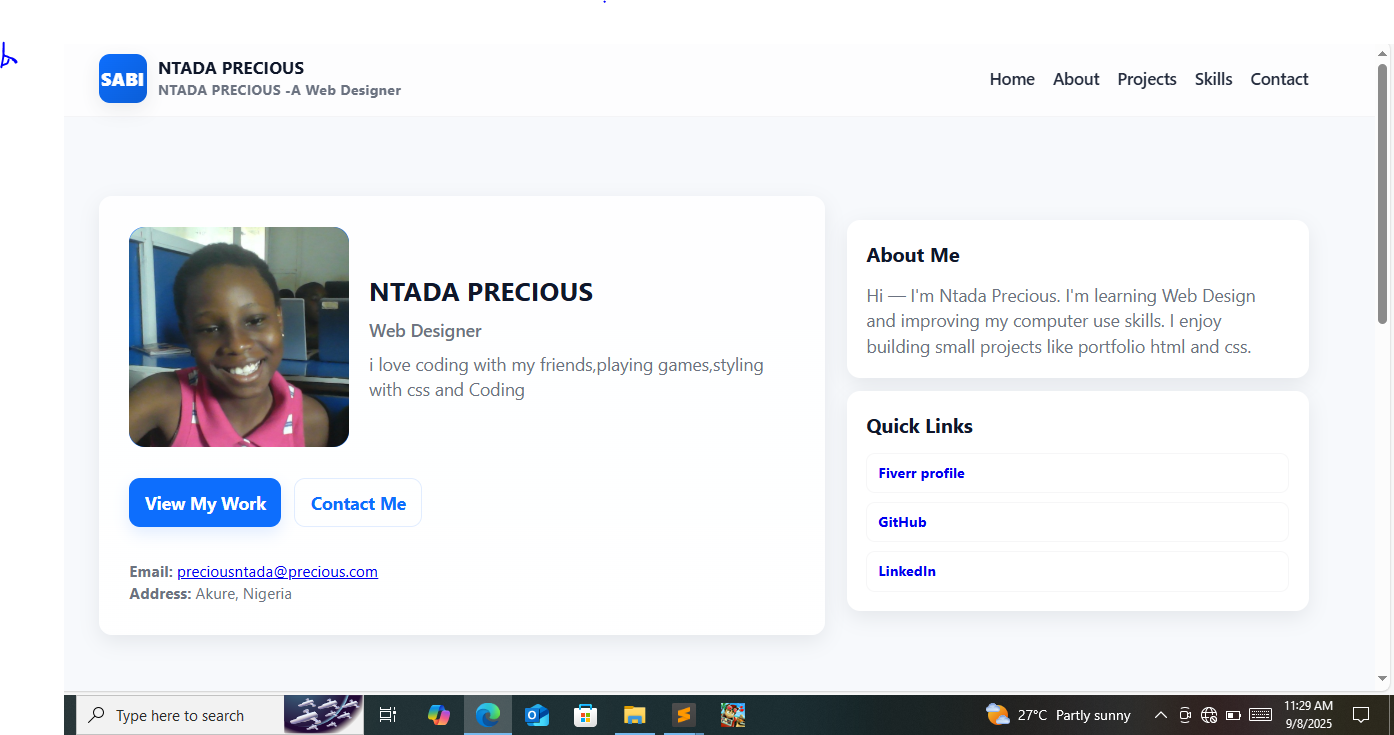 SABI
NTADA PRECIOUS
NTADA PRECIOUS -A Web Designer
Home About Projects Skills Contact
NTADA PRECIOUS
Web Designer
i love coding with my friends,playing games,styling
with css and Coding
View My Work Contact Me
Email: preciousntada@precious.com
Address: Akure, Nigeria
About Me
Hi — I'm Ntada Precious. I'm learning Web Design
and improving my computer use skills. I enjoy
building small projects like portfolio html and css.
Quick Links
Fiverr profile
GitHub
LinkedIn
Type here to search
27°C Partly sunny
11:29 AM
9/8/2025